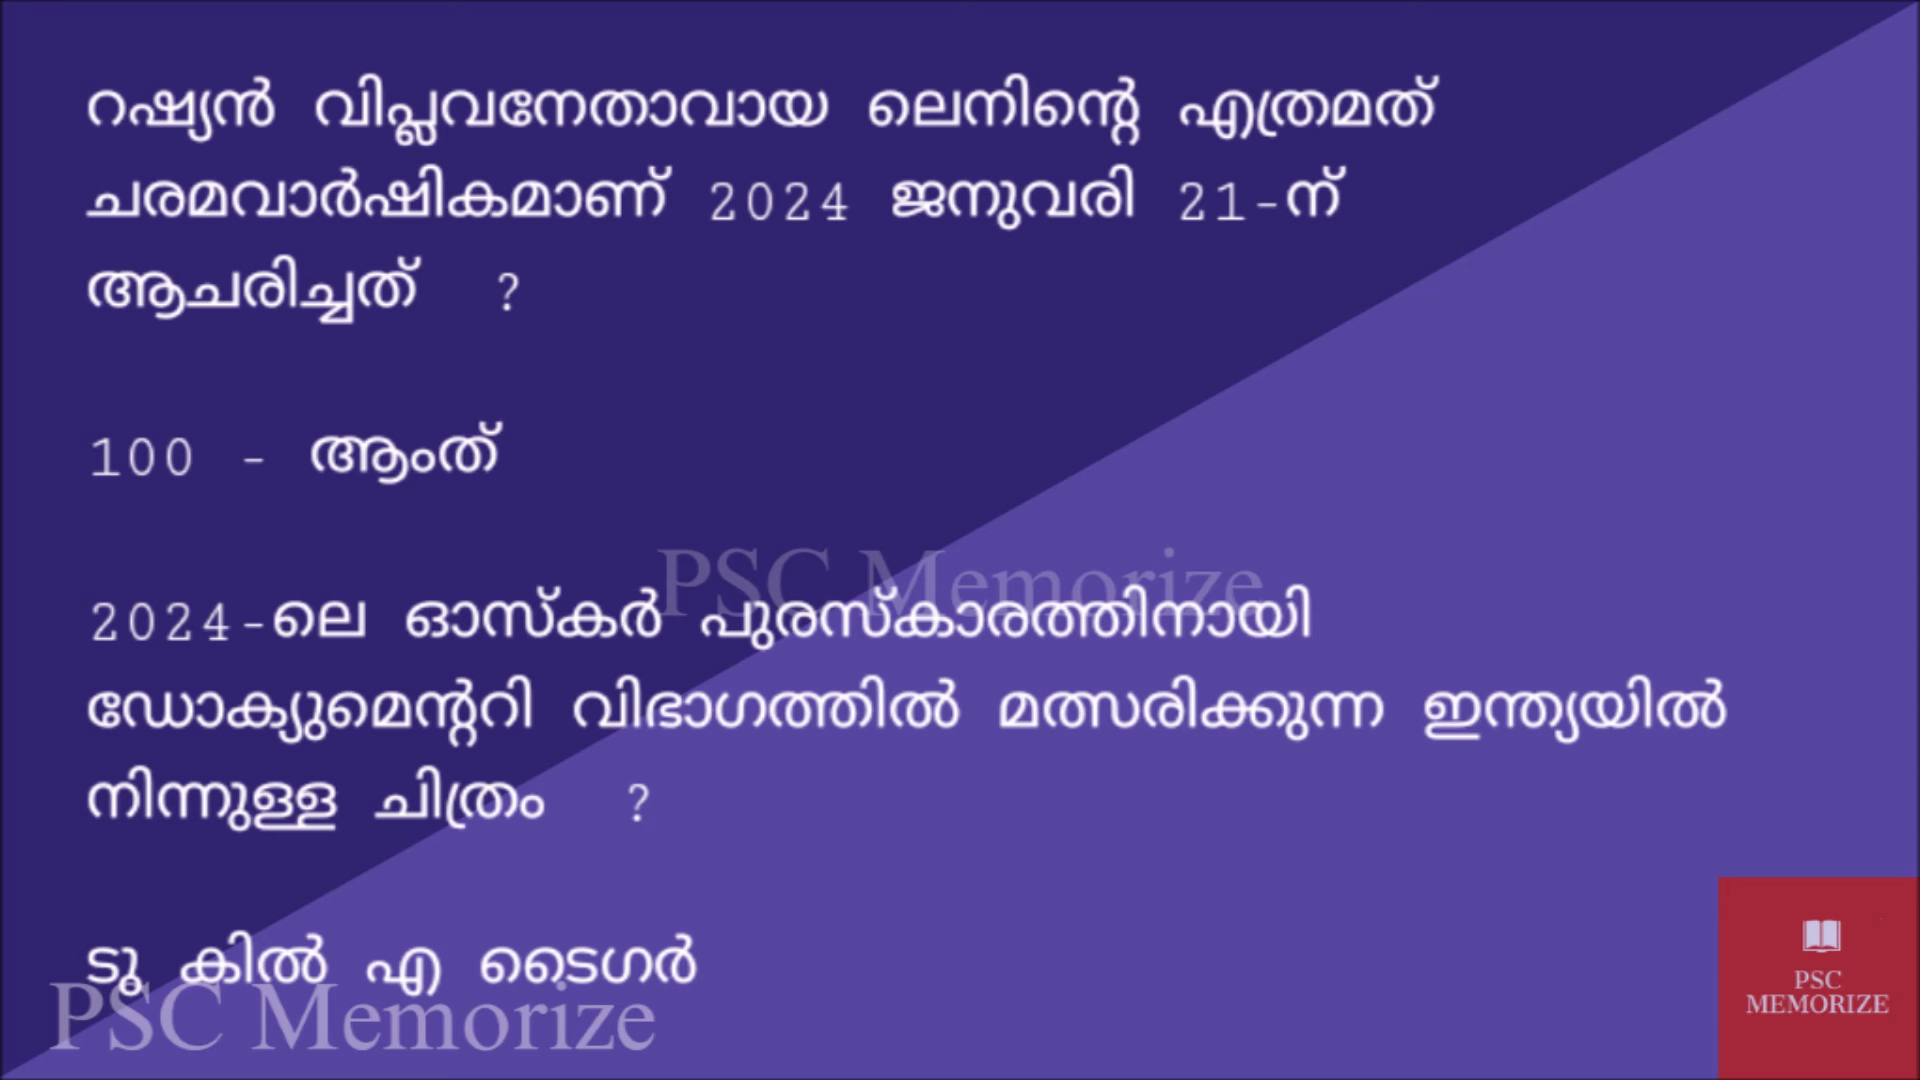 റഷ്യൻ വിപ്ലവനേതാവായ ലെനിന്റെ എത്രമത്
ചരമവാർഷികമാണ് 2024 ജനുവരി 21-ന്
ആചരിച്ചത് ?
100 - ആംത്
PSC Memorize
2024-ലെ ഓസ്കർ പുരസ്കാരത്തിനായി
ഡോക്യുമെന്ററി വിഭാഗത്തിൽ മത്സരിക്കുന്ന ഇന്ത്യയിൽ
നിന്നുള്ള ചിത്രം ?
ടൂ കിൽ എ ടൈഗർ
PSC Memorize
PSC
MEMORIZE